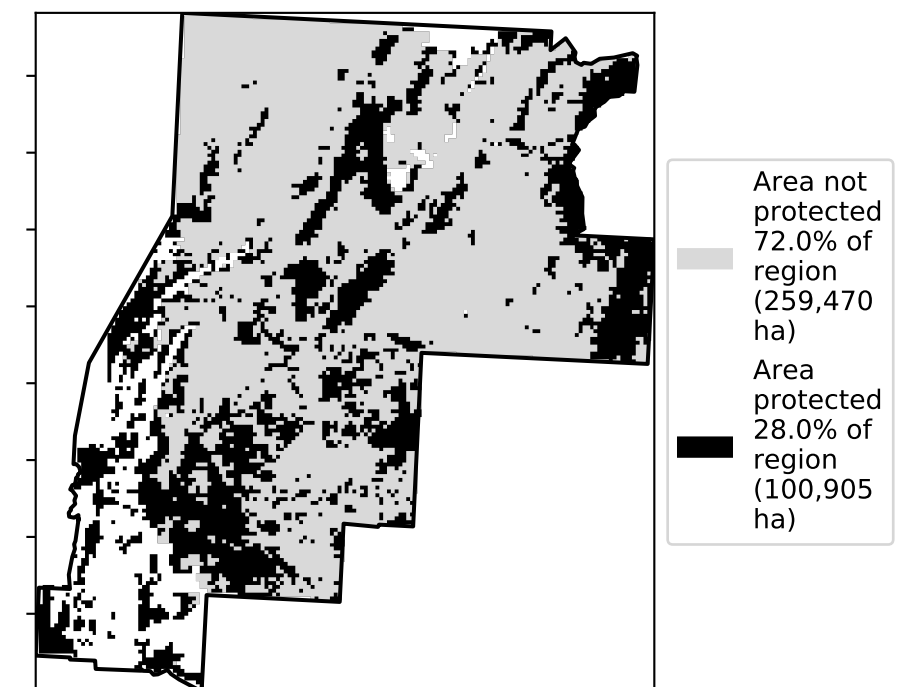 Area not
protected
72.0% of
region
(259,470
ha)
Area
protected
28.0% of
region
(100,905
ha)